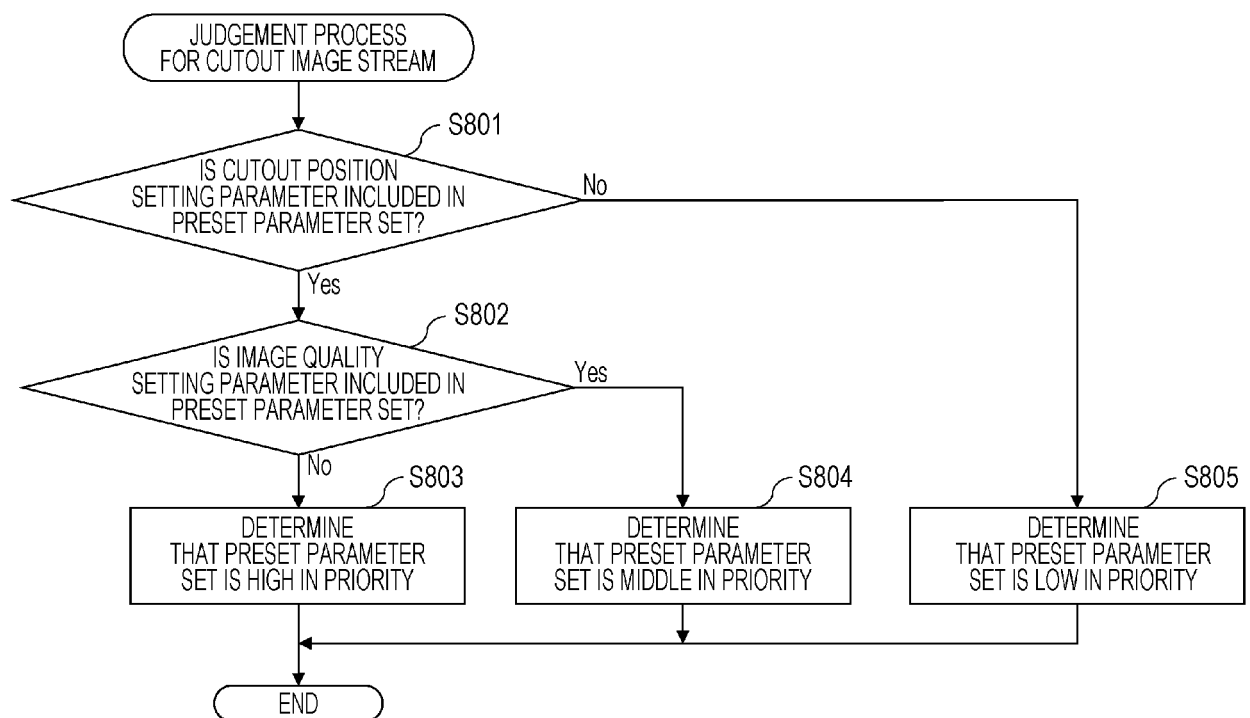 JUDGEMENT PROCESS
FOR CUTOUT IMAGE STREAM
S801
IS CUTOUT POSITION
SETTING PARAMETER INCLUDED IN
PRESET PARAMETER SET?
No
Yes
S802
IS IMAGE QUALITY
SETTING PARAMETER INCLUDED IN
PRESET PARAMETER SET?
Yes
No
S803
DETERMINE
THAT PRESET PARAMETER
SET IS HIGH IN PRIORITY
S804
DETERMINE
THAT PRESET PARAMETER
SET IS MIDDLE IN PRIORITY
S805
DETERMINE
THAT PRESET PARAMETER
SET IS LOW IN PRIORITY
END